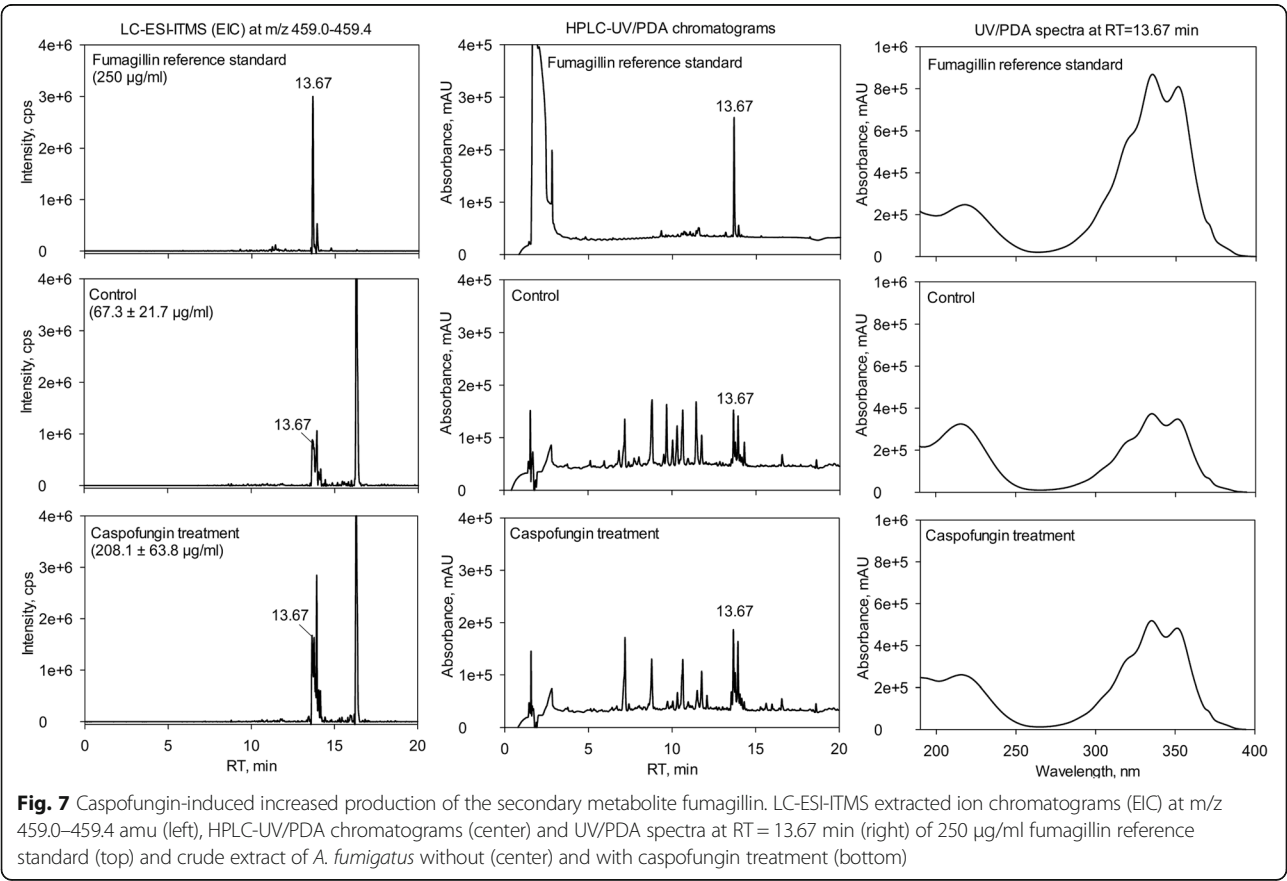 LC-ESI-ITMS (EIC) at m/z 459.0-459.4
HPLC-UV/PDA chromatograms
UV/PDA spectra at RT=13.67 min
Intensity, cps
4e+6
3e+6
2e+6
1e+6
0
Fumagillin reference standard
(250 µg/ml)
13.67
Absorbance, mAU
4e+5
3e+5
2e+5
1e+5
0
Fumagillin reference standard
13.67
Absorbance, mAU
1e+6
8e+5
6e+5
4e+5
2e+5
0
Fumagillin reference standard
Intensity, cps
4e+6
3e+6
2e+6
1e+6
0
Control
(67.3 ± 21.7 µg/ml)
13.67
Absorbance, mAU
4e+5
3e+5
2e+5
1e+5
0
Control
13.67
Absorbance, mAU
1e+6
8e+5
6e+5
4e+5
2e+5
0
Control
Intensity, cps
4e+6
3e+6
2e+6
1e+6
0
Caspofungin treatment
(208.1 ± 63.8 µg/ml)
13.67
0 5 10 15 20
RT, min
Absorbance, mAU
4e+5
3e+5
2e+5
1e+5
0
Caspofungin treatment
13.67
0 5 10 15 20
RT, min
Absorbance, mAU
1e+6
8e+5
6e+5
4e+5
2e+5
0
Caspofungin treatment
200 250 300 350 400
Wavelength, nm
Fig. 7 Caspofungin-induced increased production of the secondary metabolite fumagillin. LC-ESI-ITMS extracted ion chromatograms (EIC) at m/z
459.0–459.4 amu (left), HPLC-UV/PDA chromatograms (center) and UV/PDA spectra at RT = 13.67 min (right) of 250 µg/ml fumagillin reference
standard (top) and crude extract of A. fumigatus without (center) and with caspofungin treatment (bottom)